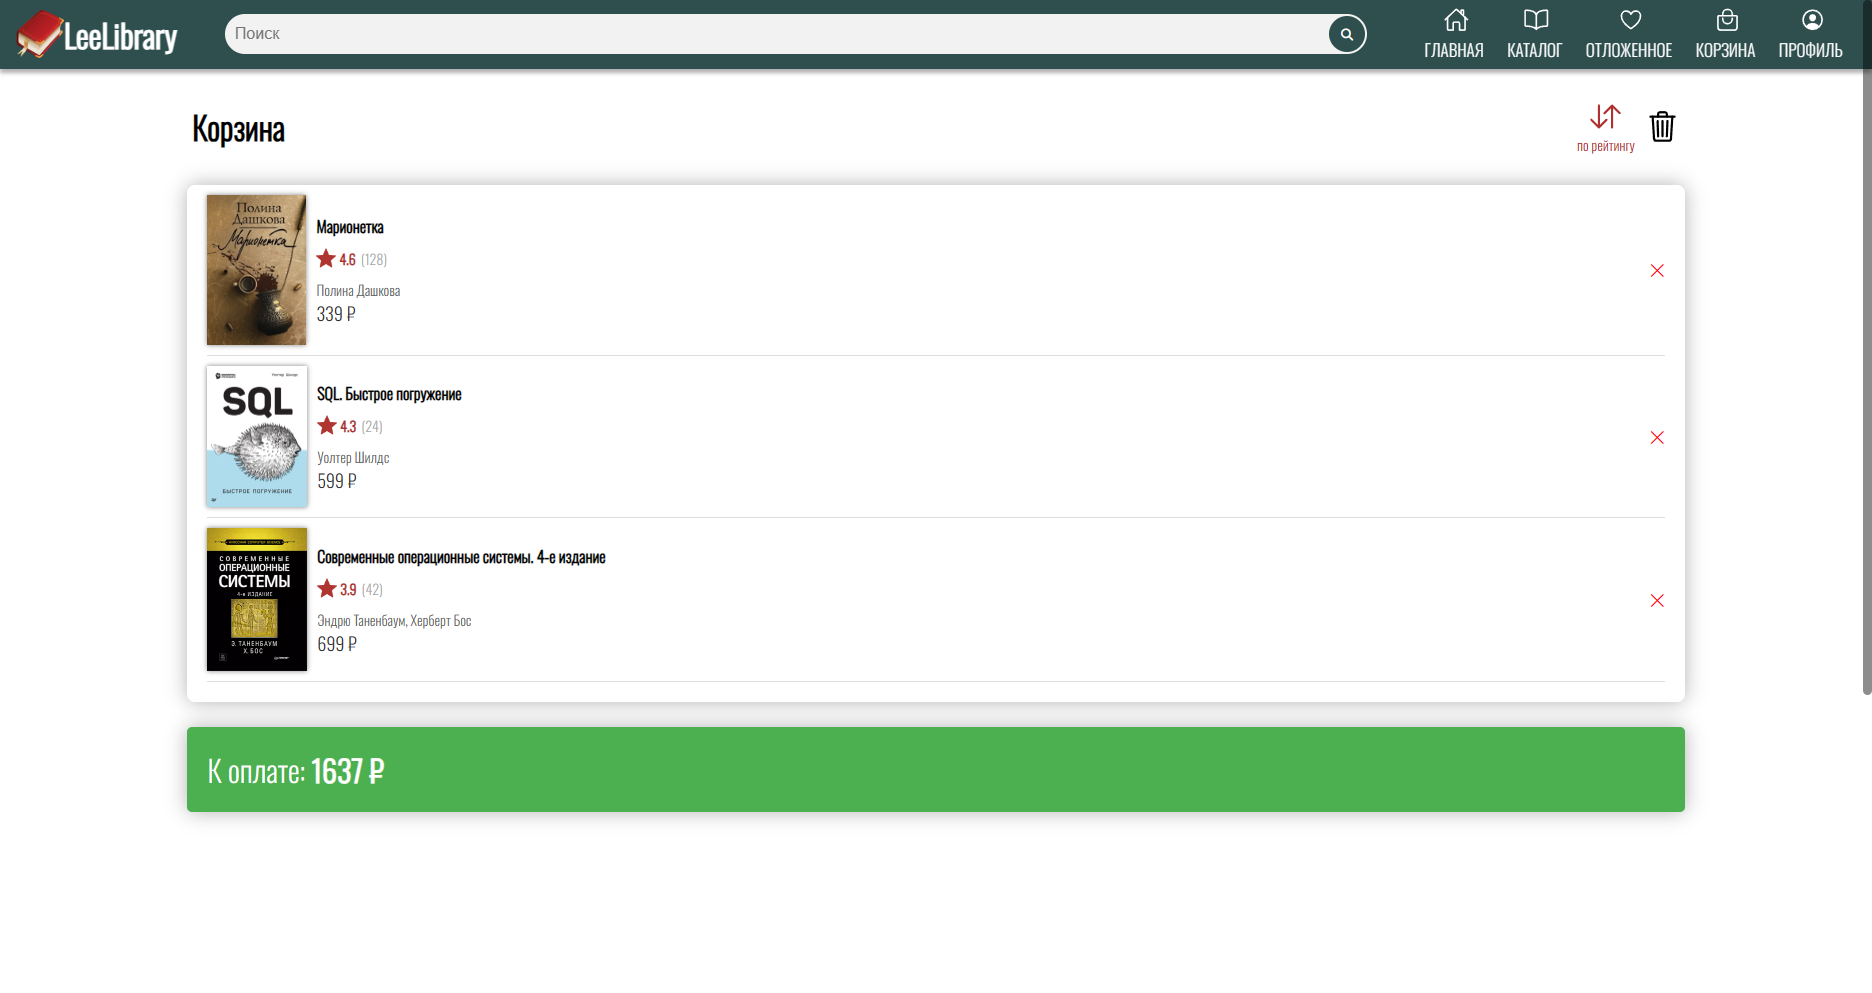 LeeLibrary
Поиск
ГЛАВНАЯ
КАТАЛОГ
ОТЛОЖЕННОЕ
КОРЗИНА
ПРОФИЛЬ
Корзина
по рейтингу
Полина
Дашкова
Марионетка
Марионетка
4.6 (128)
Полина Дашкова
339 ₽
SQL
БЫСТРОЕ ПОГРУЖЕНИЕ
SQL. Быстрое погружение
4.3 (24)
Уолтер Шилдс
599 ₽
СОВРЕМЕННЫЕ
ОПЕРАЦИОННЫЕ
СИСТЕМЫ
4-е ИЗДАНИЕ
Э. ТАНЕНБАУМ
Х. БОС
Современные операционные системы. 4-е издание
3.9 (42)
Эндрю Таненбаум, Херберт Бос
699 ₽
К оплате: 1637 ₽